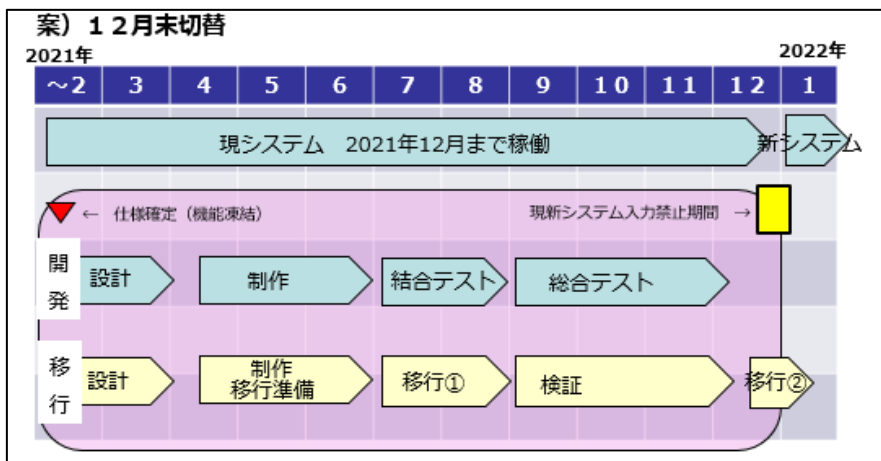 案）１２月末切替
2021年
2022年
～2 3 4 5 6 7 8 9 10 11 12 1
現システム 2021年12月まで稼働
新システム
← 仕様確定（機能凍結）
現新システム入力禁止期間 →
開発
設計
制作
結合テスト
総合テスト
移行
設計
制作
移行準備
移行①
検証
移行②